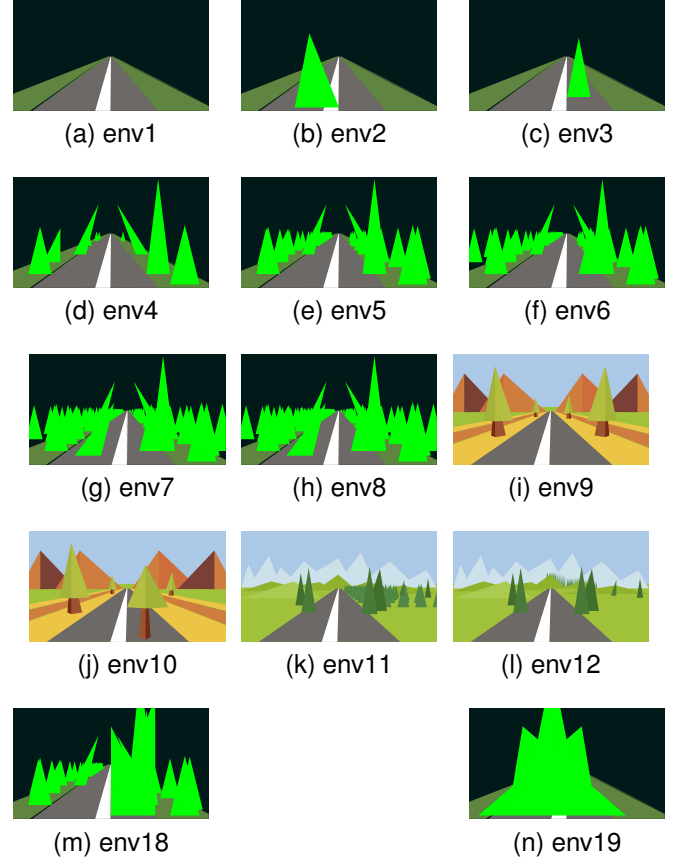 (a) env1 (b) env2 (c) env3
(d) env4 (e) env5 (f) env6
(g) env7 (h) env8 (i) env9
(j) env10 (k) env11 (l) env12
(m) env18 (n) env19